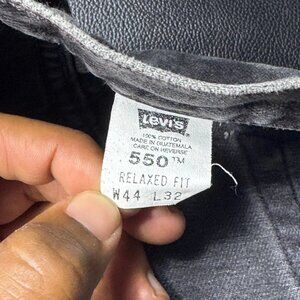 Levi's
100% COTTON
MADE IN GUATEMALA
CARE ON REVERSE
550™
RELAXED FIT
W44 L32